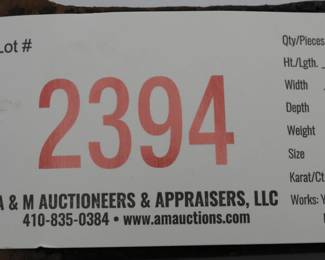 Lot #
2394
A & M AUCTIONEERS & APPRAISERS, LLC
410-835-0384 • www.amauctions.com
Qty/Pieces
Ht./Lgth.
Width
Depth
Weight
Size
Karat/Ct
Works: Y